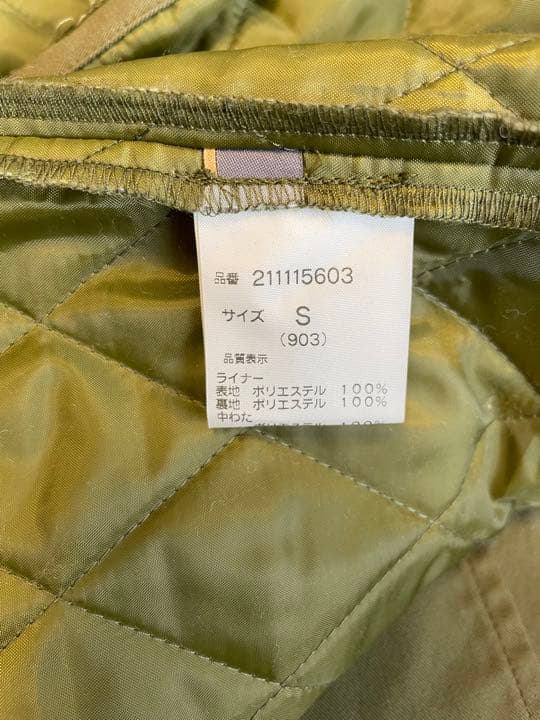 品番 211115603
サイズ S
(903)
品質表示
ライナー
表地 ポリエステル 100%
裏地 ポリエステル 100%
中わた